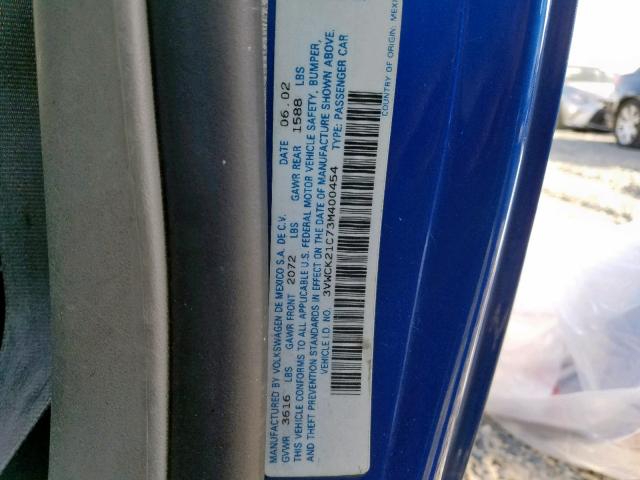 MANUFACTURED BY VOLKSWAGEN DE MEXICO S.A. DE C.V. DATE 06.02
GVWR 3616 LBS GAWR FRONT 2072 LBS GAWR REAR 1588 LBS
THIS VEHICLE CONFORMS TO ALL APPLICABLE U.S. FEDERAL MOTOR VEHICLE SAFETY, BUMPER,
AND THEFT PREVENTION STANDARDS IN EFFECT ON THE DATE OF MANUFACTURE SHOWN ABOVE.
VEHICLE I.D. NO. 3VWCK21C73M400454 TYPE: PASSENGER CAR
COUNTRY OF ORIGIN: MEXI